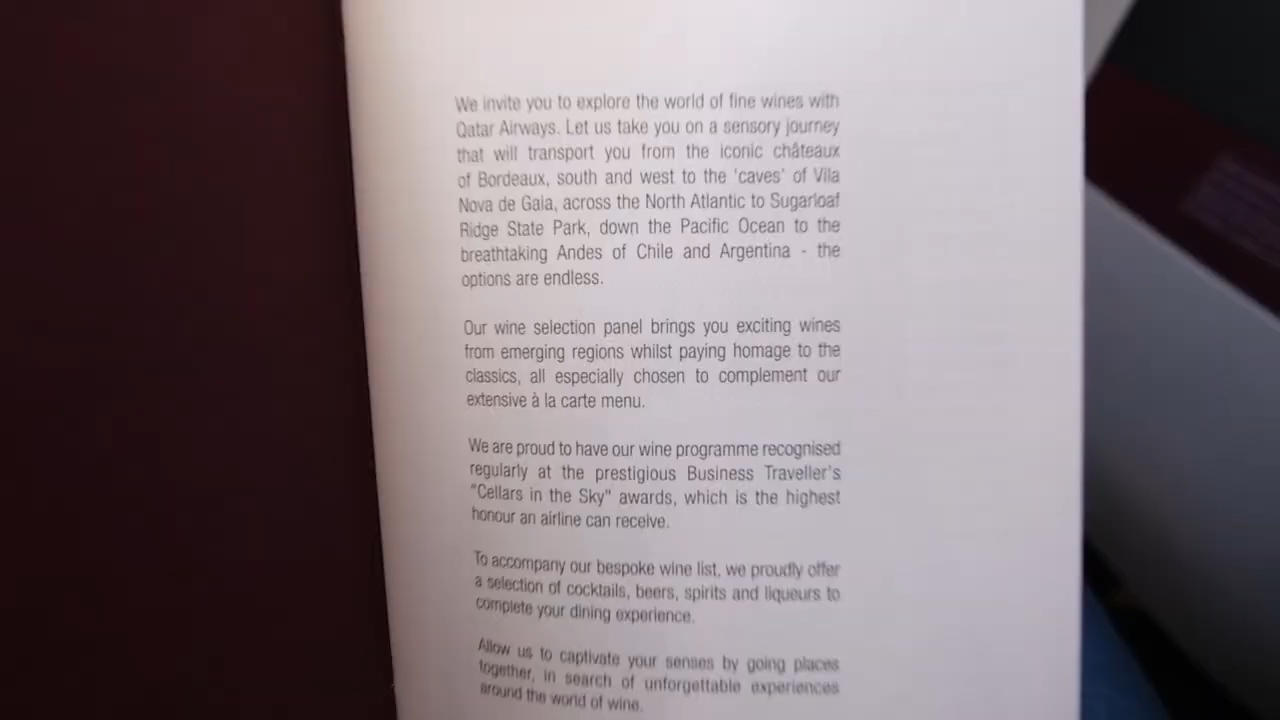 We invite you to explore the world of fine wines with
Qatar Airways. Let us take you on a sensory journey
that will transport you from the iconic châteaux
of Bordeaux, south and west to the 'caves' of Vila
Nova de Gaia, across the North Atlantic to Sugarloaf
Ridge State Park, down the Pacific Ocean to the
breathtaking Andes of Chile and Argentina - the
options are endless.
Our wine selection panel brings you exciting wines
from emerging regions whilst paying homage to the
classics, all especially chosen to complement our
extensive à la carte menu.
We are proud to have our wine programme recognised
regularly at the prestigious Business Traveller's
"Cellars in the Sky" awards, which is the highest
honour an airline can receive.
To accompany our bespoke wine list, we proudly offer
a selection of cocktails, beers, spirits and liqueurs to
complete your dining experience.
Allow us to captivate your senses by going places
together, in search of unforgettable experiences
around the world of wine.